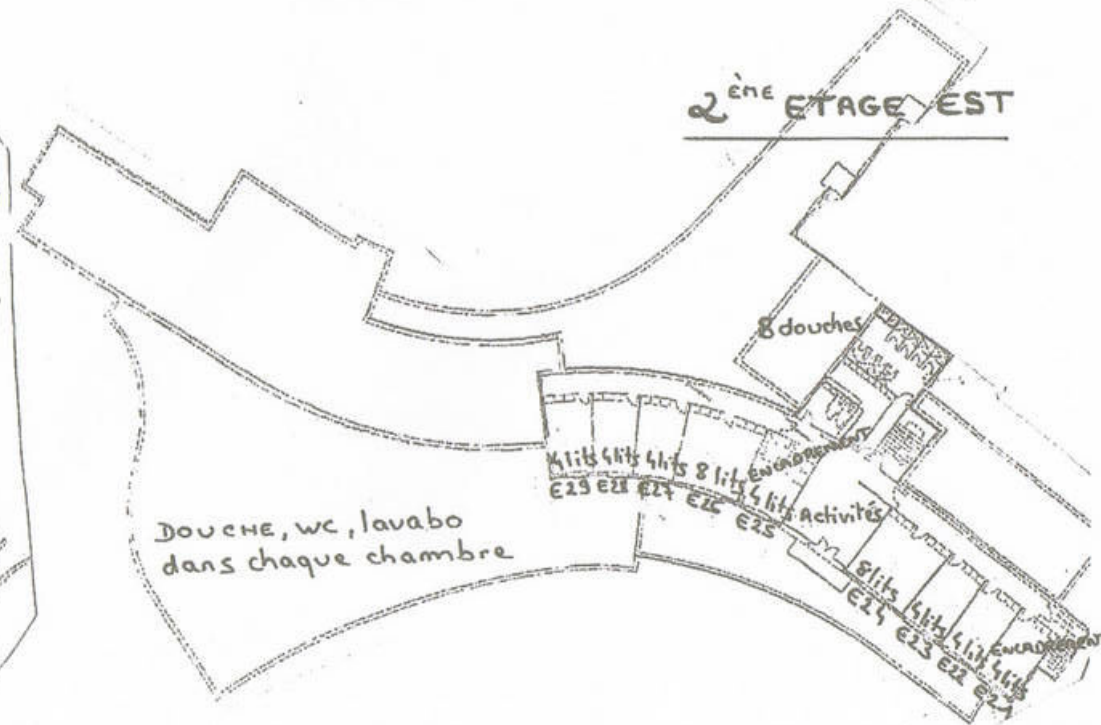 2ème ETAGE EST
8 douches
ENCADREMENT
4 lits 4 lits 4 lits 8 lits 4 lits
E29 E28 E27 E26 E25
Activités
DOUCHE, WC, lavabo
dans chaque chambre
8 lits 4 lits 4 lits 4 lits
E24 E23 E22 E21
ENCADREMENT